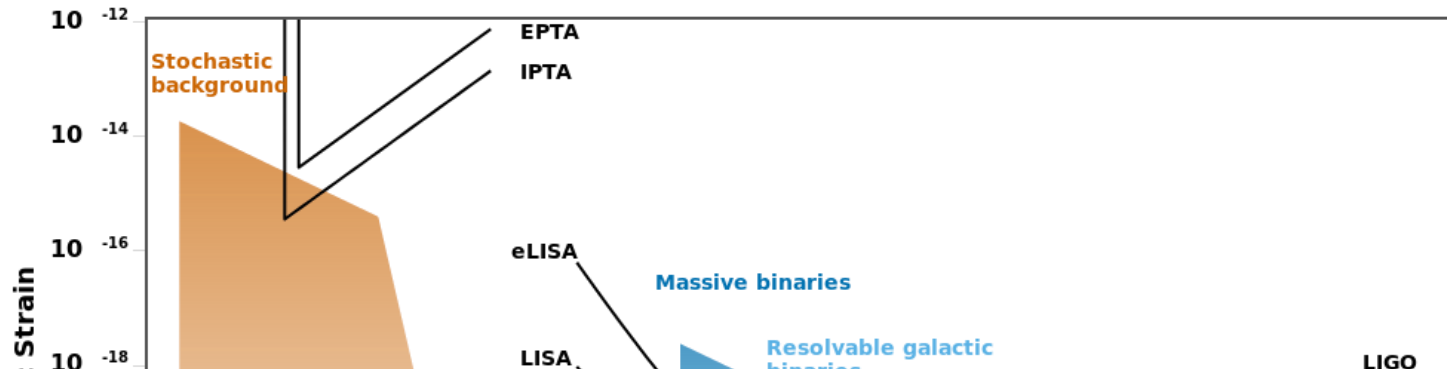 10 -12
EPTA
Stochastic
background
IPTA
10 -14
10 -16
eLISA
Massive binaries
Strain
Resolvable galactic
binaries
10 -18
LISA
LIGO